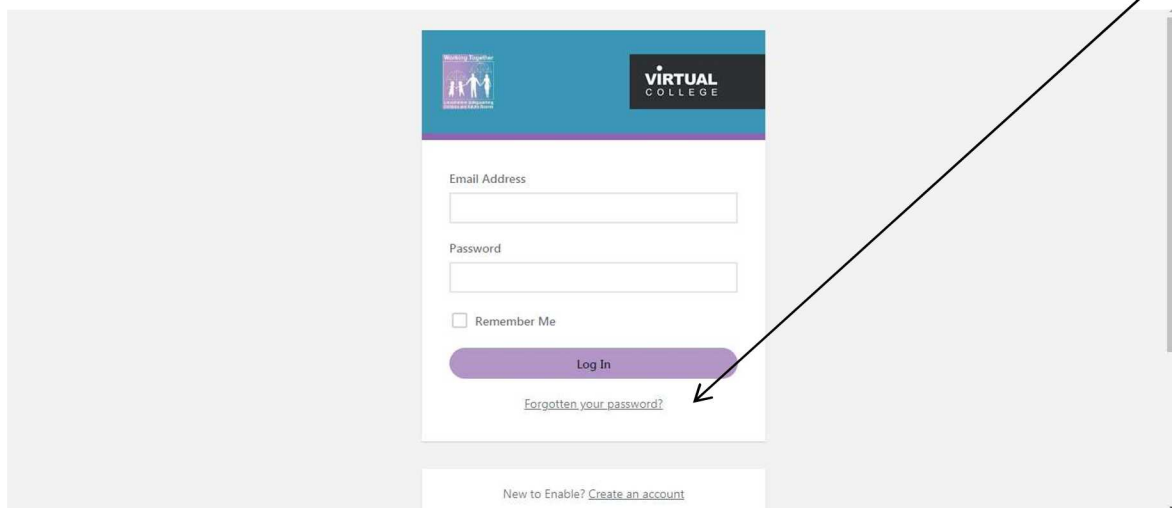 Working Together
VIRTUAL
COLLEGE
Email Address
Password
Remember Me
Log In
Forgotten your password?
New to Enable? Create an account